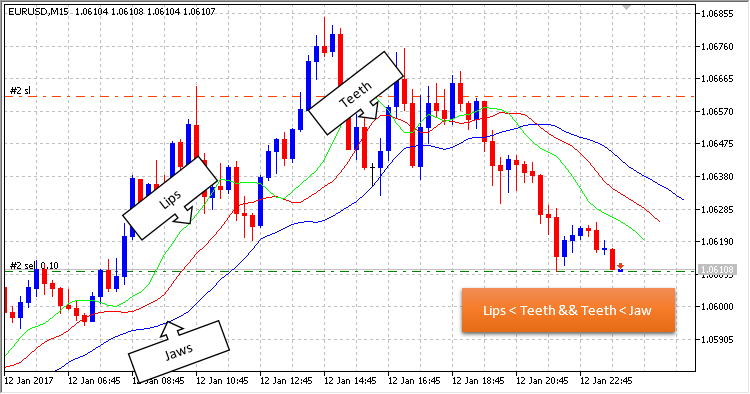 EURUSD,M15 1.06104 1.06108 1.06104 1.06107
1.06855
1.06760
Teeth
1.06665
#2 sl
1.06570
1.06475
1.06380
Lips
1.06285
1.06190
#2 sell 0.10
1.06108
1.06000
Lips < Teeth && Teeth < Jaw
1.05905
Jaws
12 Jan 2017 12 Jan 06:45 12 Jan 08:45 12 Jan 10:45 12 Jan 12:45 12 Jan 14:45 12 Jan 16:45 12 Jan 18:45 12 Jan 20:45 12 Jan 22:45